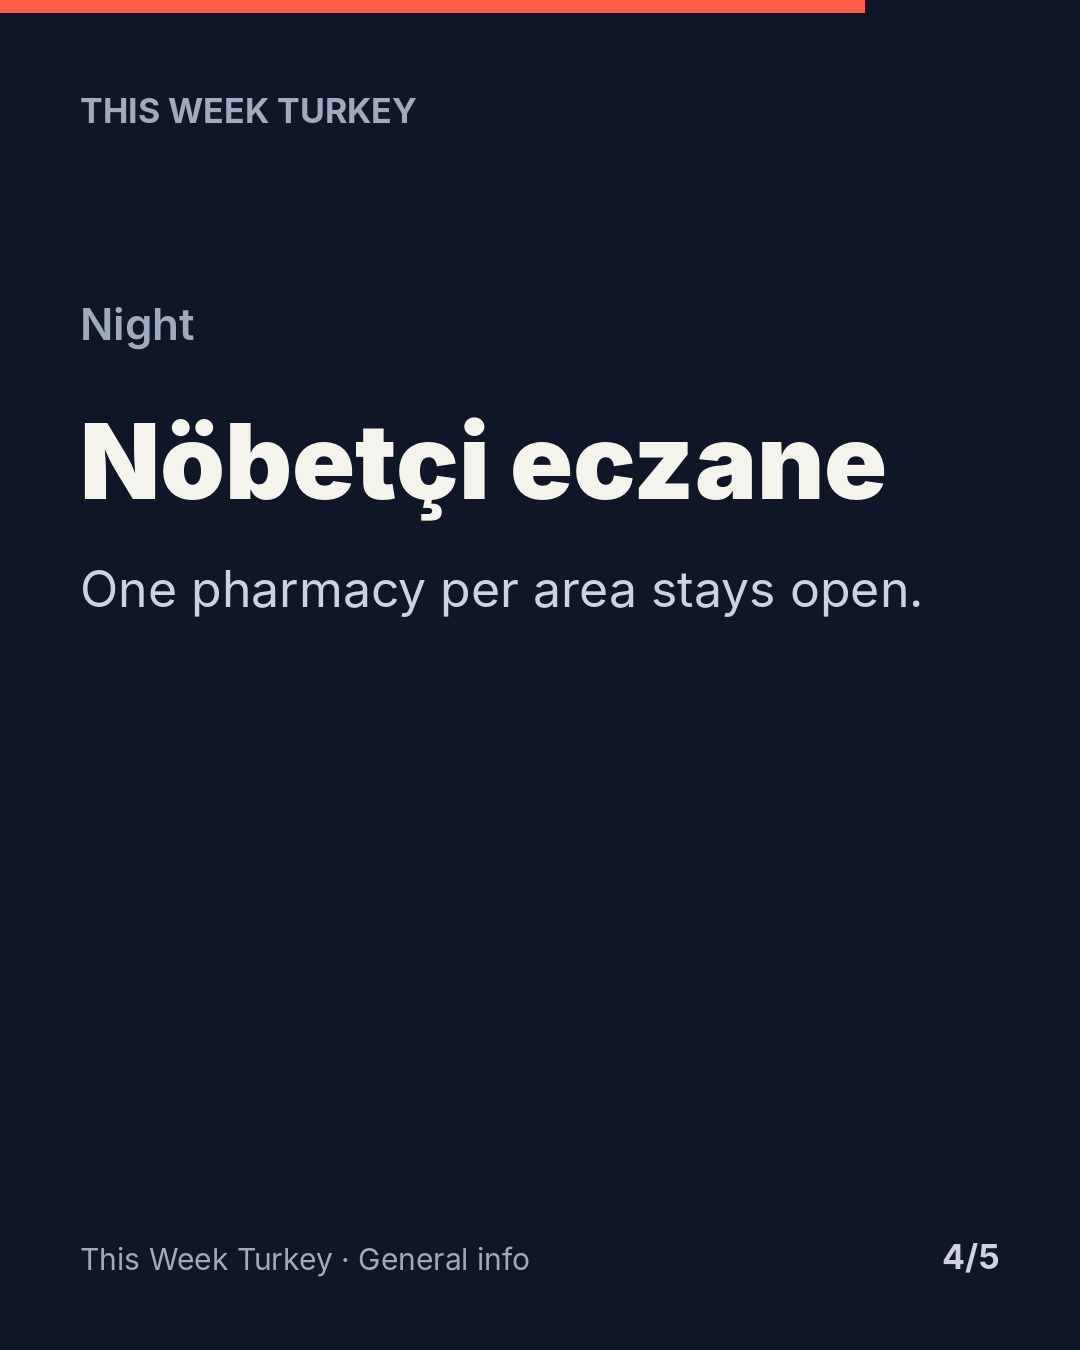 THIS WEEK TURKEY
Night
Nöbetçi eczane
One pharmacy per area stays open.
This Week Turkey · General info
4/5